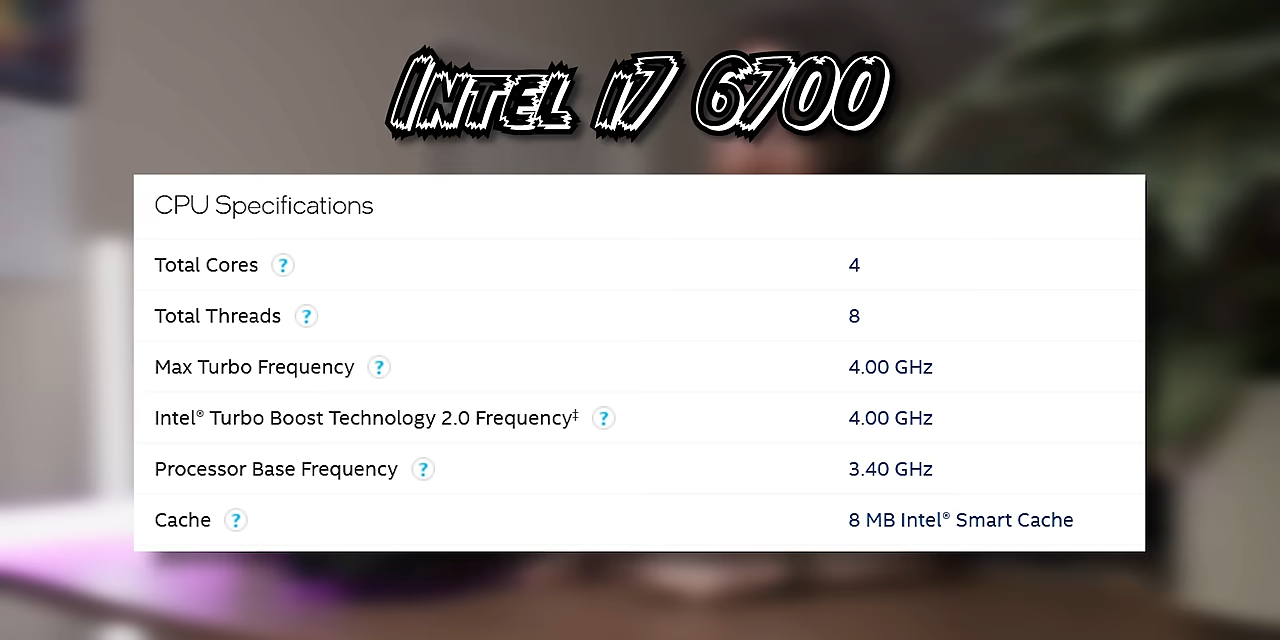 Intel i7 6700
CPU Specifications
Total Cores ? 4
Total Threads ? 8
Max Turbo Frequency ? 4.00 GHz
Intel® Turbo Boost Technology 2.0 Frequency‡ ? 4.00 GHz
Processor Base Frequency ? 3.40 GHz
Cache ? 8 MB Intel® Smart Cache